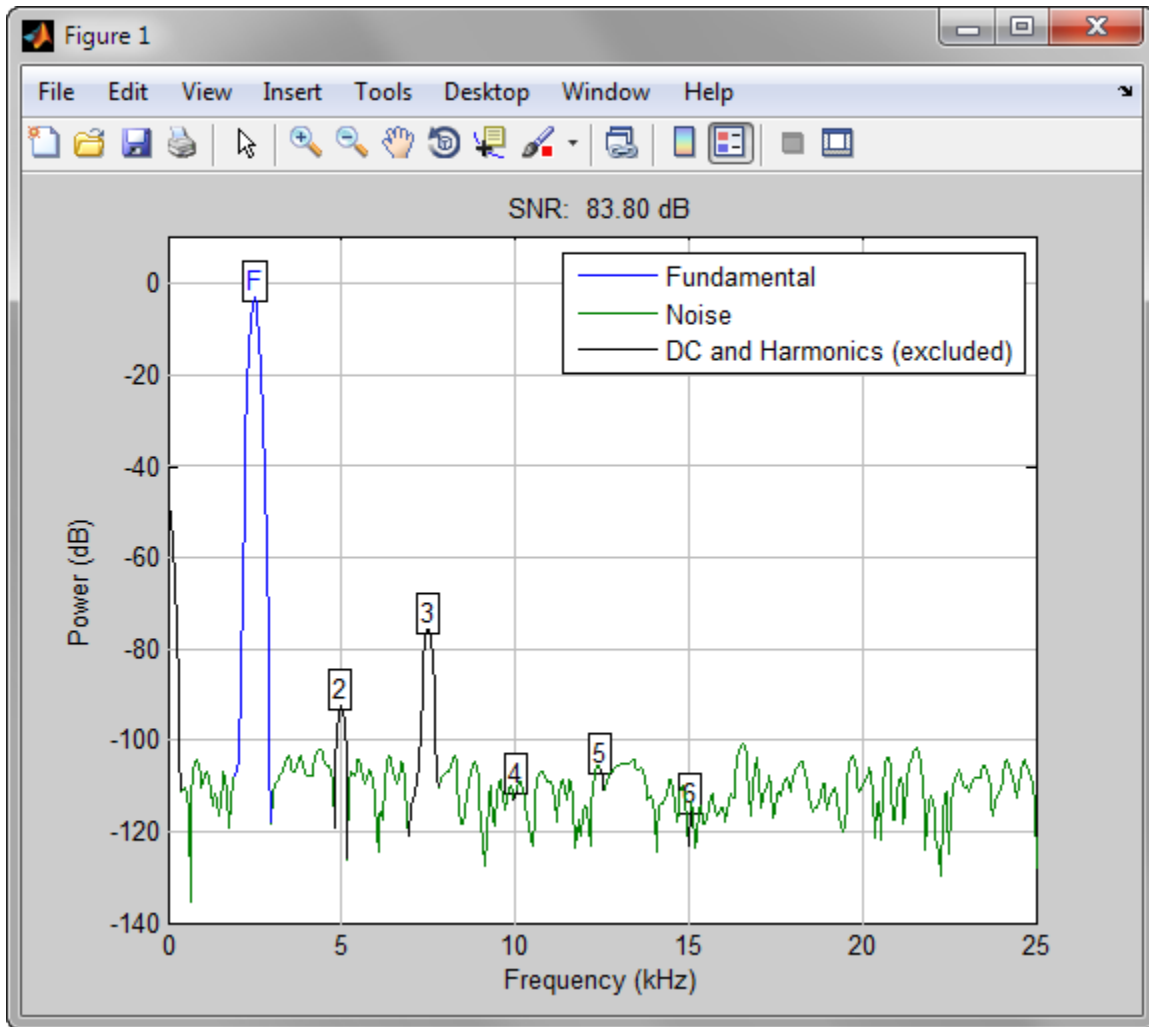 Figure 1
File Edit View Insert Tools Desktop Window Help
SNR: 83.80 dB
Fundamental
Noise
DC and Harmonics (excluded)
F
2
3
4
5
6
Power (dB)
0
-20
-40
-60
-80
-100
-120
-140
0 5 10 15 20 25
Frequency (kHz)